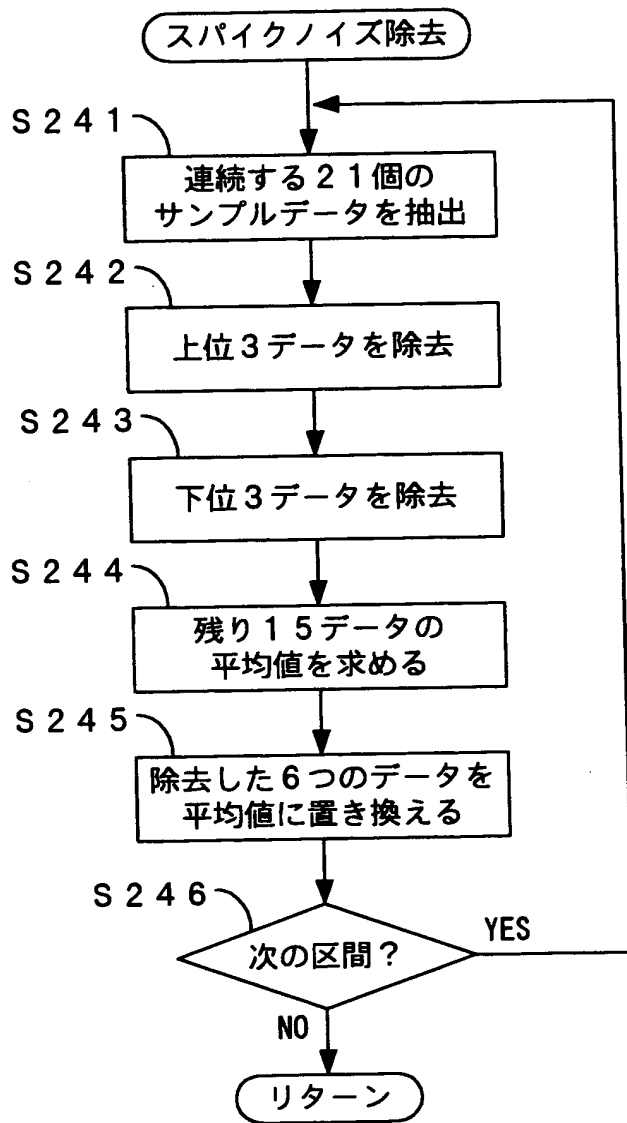 スパイクノイズ除去
S241
連続する21個の
サンプルデータを抽出
S242
上位3データを除去
S243
下位3データを除去
S244
残り15データの
平均値を求める
S245
除去した6つのデータを
平均値に置き換える
S246
次の区間?
YES
NO
リターン